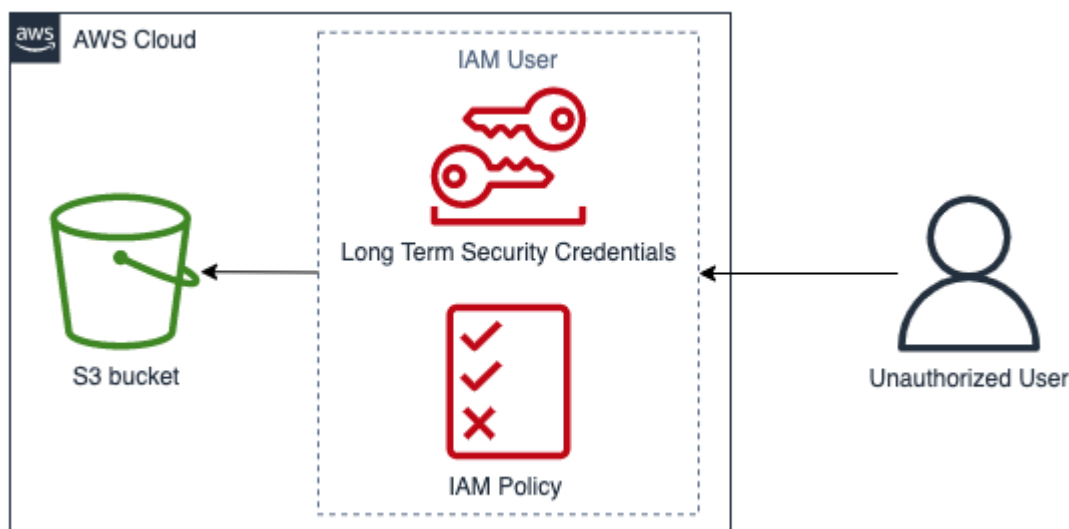 aws
AWS Cloud
IAM User
Long Term Security Credentials
S3 bucket
Unauthorized User
IAM Policy